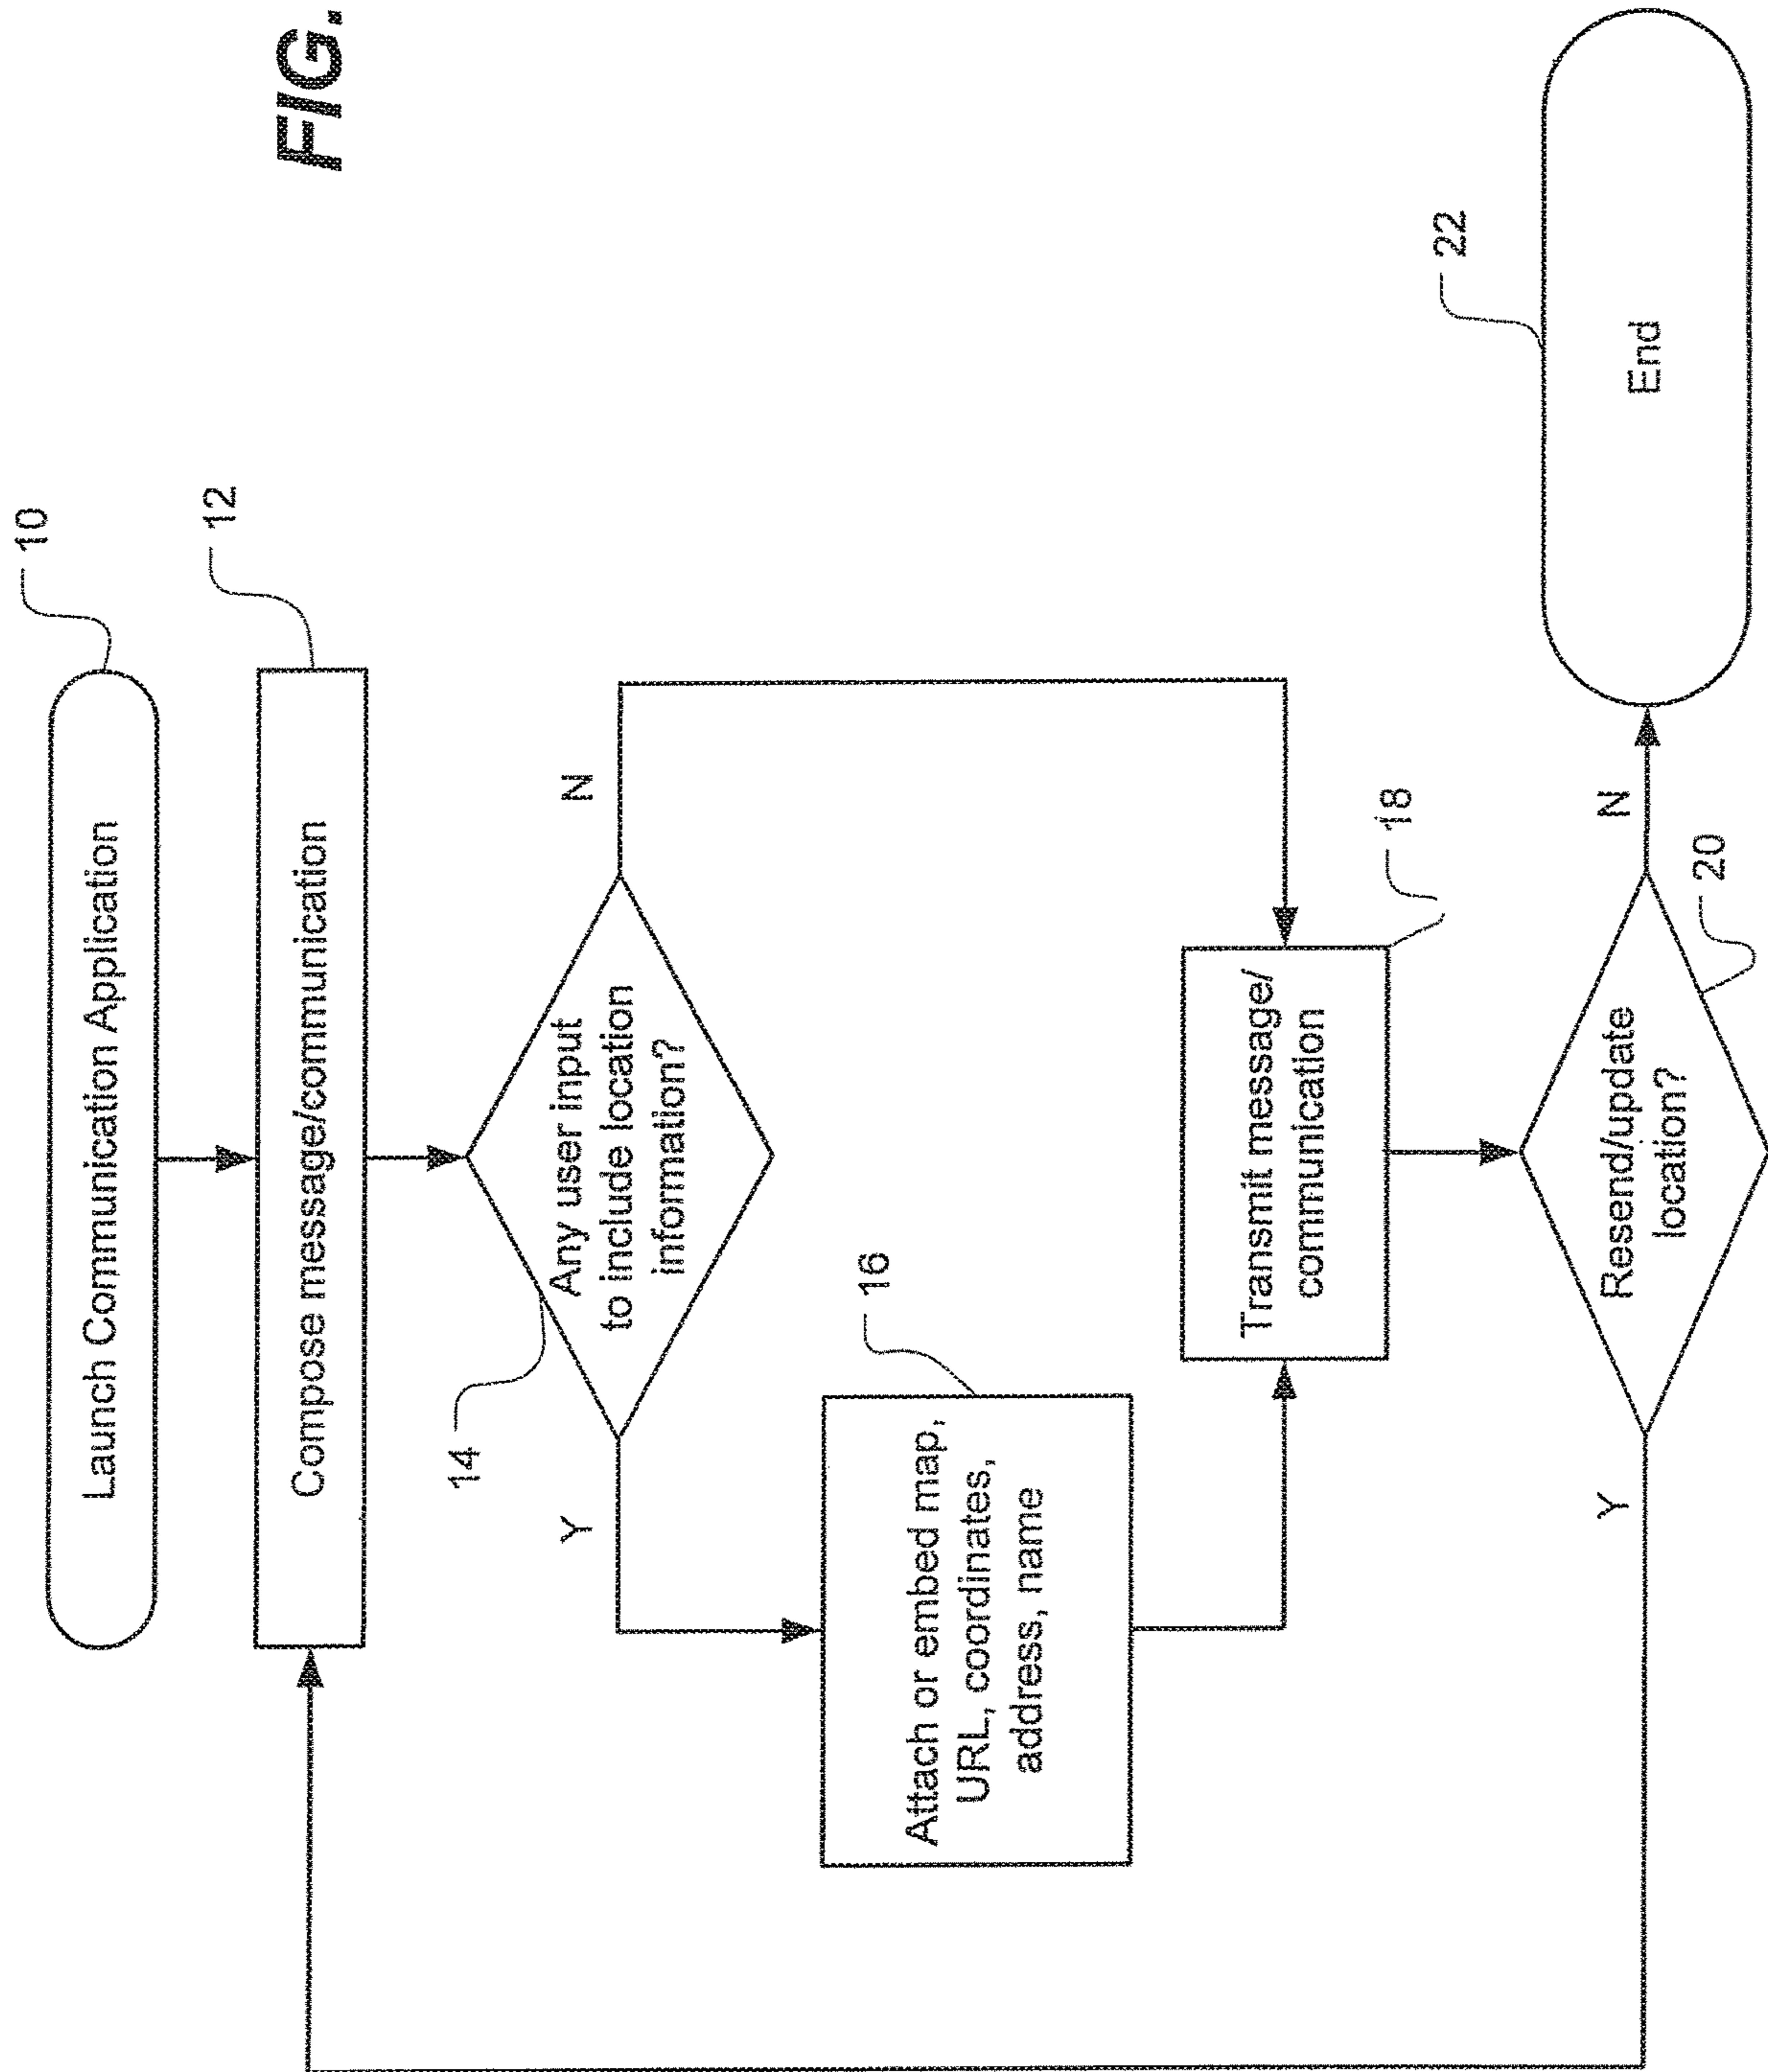 FIG.
Launch Communication Application
10
Compose message/communication
12
Any user input
to include location
information?
14
Y
N
Attach or embed map,
URL, coordinates,
address, name
16
Transmit message/
communication
18
Resend/update
location?
20
Y
N
End
22